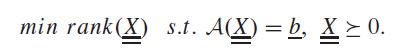 min rank(X) s.t. 𝒜(X) = b, X ⪰ 0.